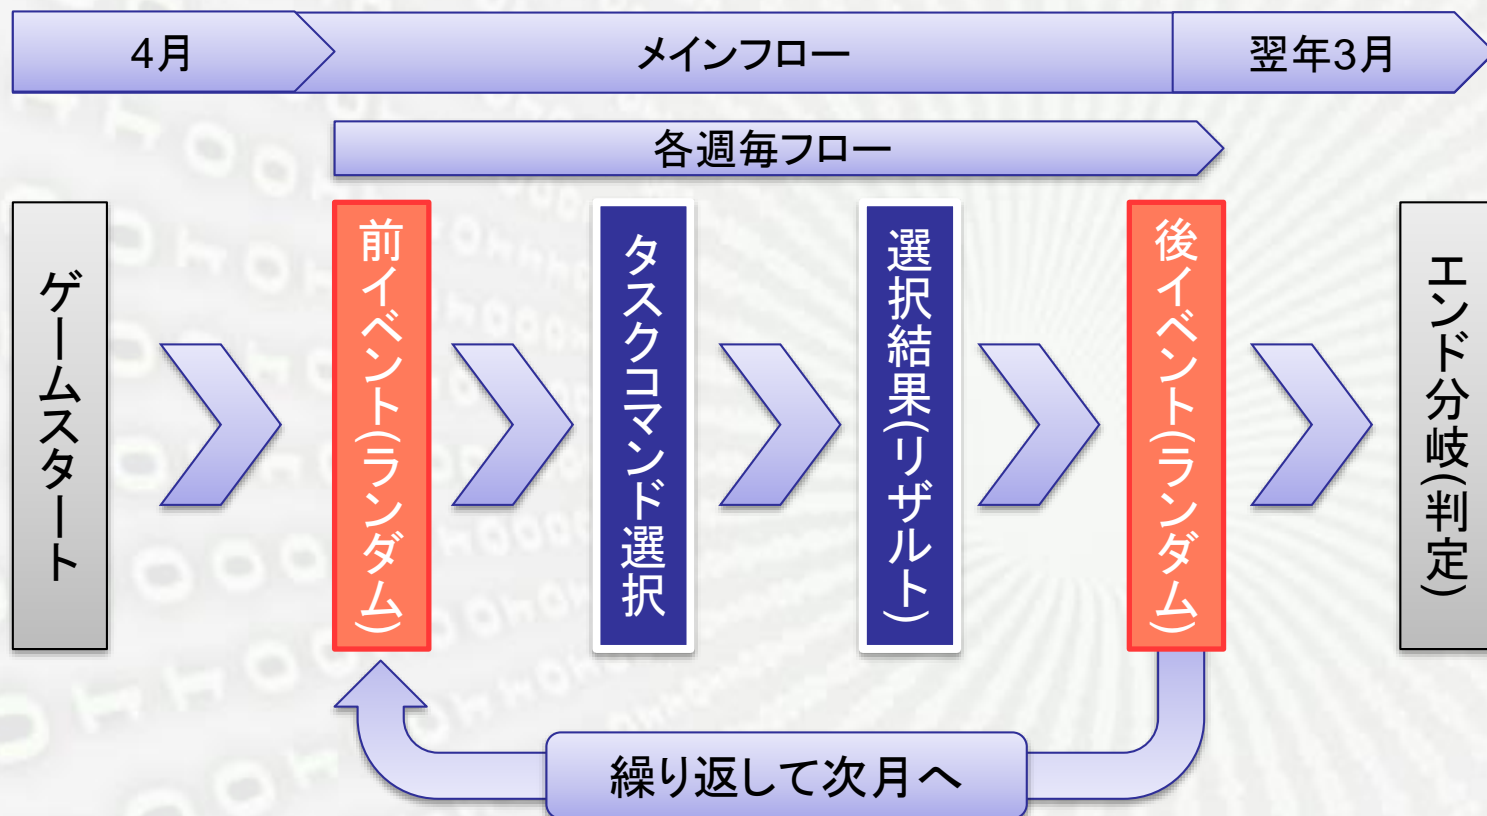 4月
メインフロー
翌年3月
各週毎フロー
ゲームスタート
前イベント(ランダム)
タスクコマンド選択
選択結果(リザルト)
後イベント(ランダム)
エンド分岐(判定)
繰り返して次月へ